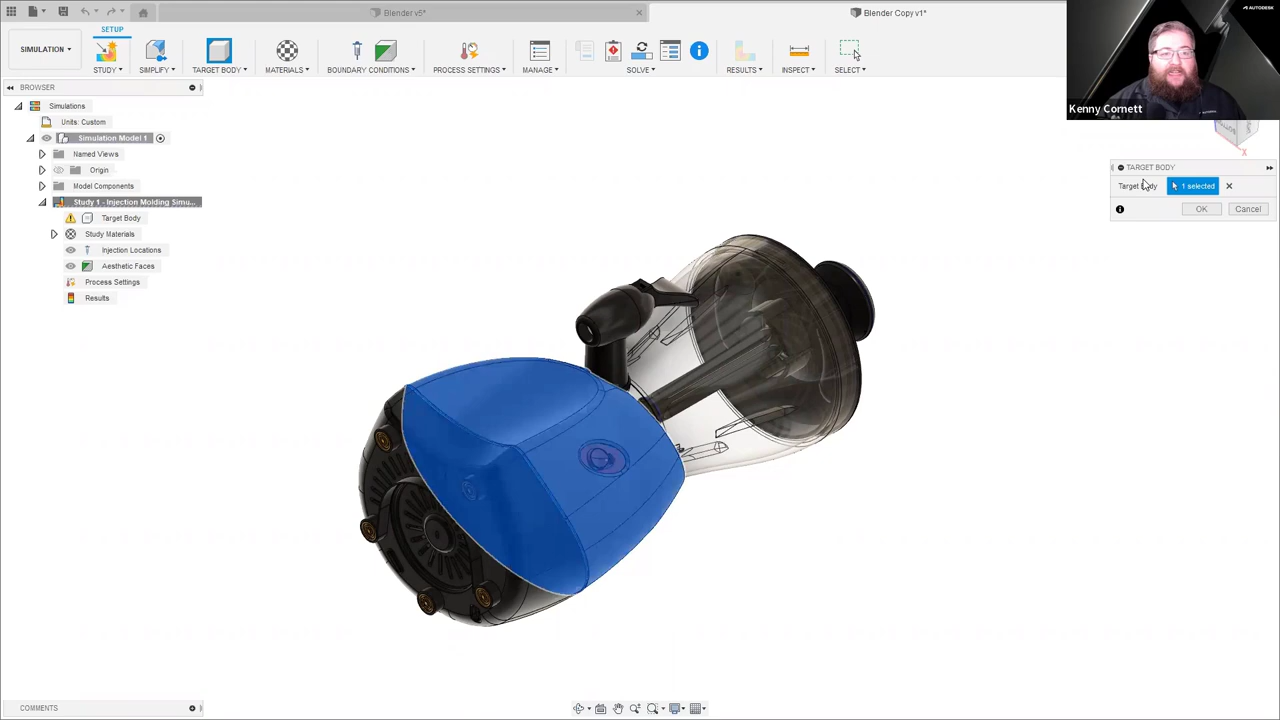 Blender v5*
Blender Copy v1*
AUTODESK
SETUP
SIMULATION
STUDY
SIMPLIFY
TARGET BODY
MATERIALS
BOUNDARY CONDITIONS
PROCESS SETTINGS
MANAGE
SOLVE
RESULTS
INSPECT
SELECT
Kenny Cornett
BROWSER
Simulations
Units: Custom
Simulation Model 1
Named Views
Origin
Model Components
Study 1 - Injection Molding Simu...
Target Body
Study Materials
Injection Locations
Aesthetic Faces
Process Settings
Results
X
TARGET BODY
Target Body
1 selected
OK
Cancel
COMMENTS